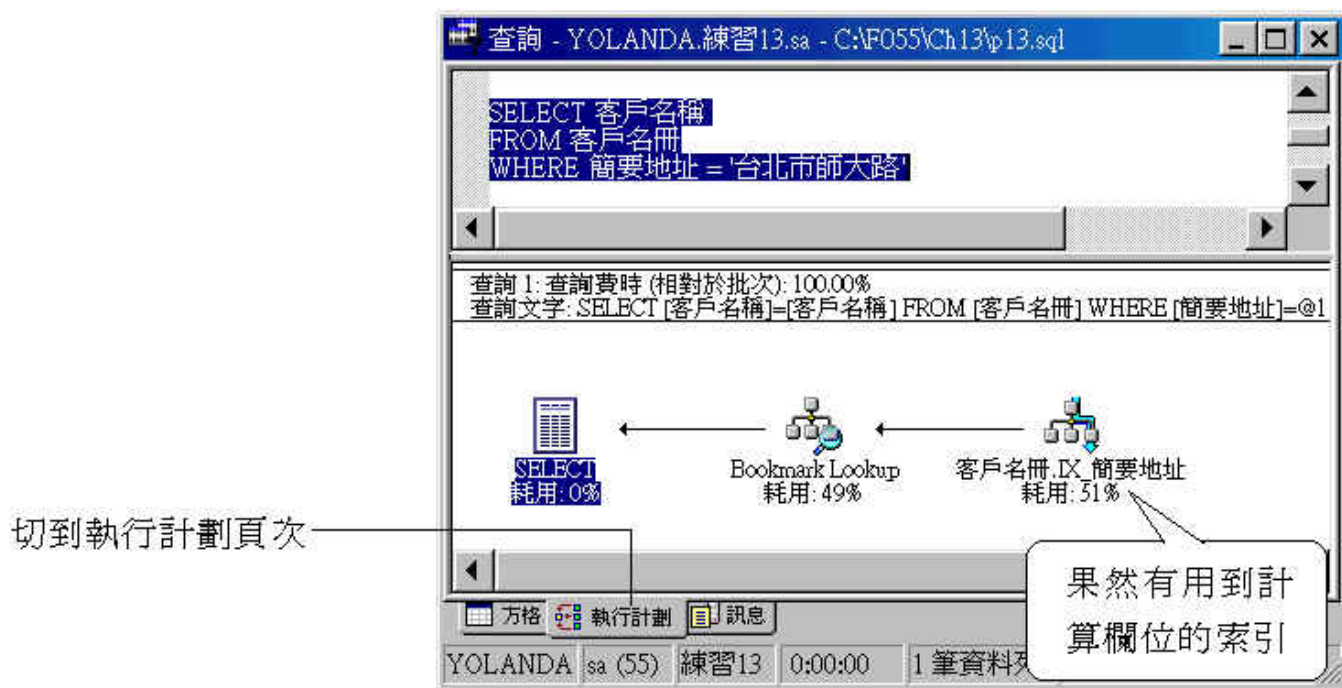 查詢 - YOLANDA.練習13.sa - C:\F055\Ch13\p13.sql
SELECT 客戶名稱
FROM 客戶名冊
WHERE 簡要地址 = '台北市師大路'
查詢 1: 查詢費時 (相對於批次): 100.00%
查詢文字: SELECT [客戶名稱]=[客戶名稱] FROM [客戶名冊] WHERE [簡要地址]=@1
SELECT
耗用: 0%
Bookmark Lookup
耗用: 49%
客戶名冊.IX_簡要地址
耗用: 51%
切到執行計劃頁次
果然有用到計
算欄位的索引
方格 執行計劃 訊息
YOLANDA sa (55) 練習13 0:00:00 1 筆資料列